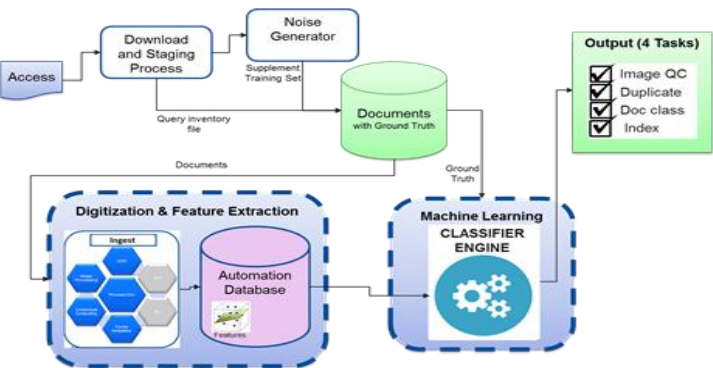 Access
Download
and Staging
Process
Noise
Generator
Supplement
Training Set
Query inventory
file
Documents
with Ground Truth
Output (4 Tasks)
Image QC
Duplicate
Doc class
Index
Documents
Ground
Truth
Digitization & Feature Extraction
Ingest
Automation
Database
Features
Machine Learning
CLASSIFIER
ENGINE